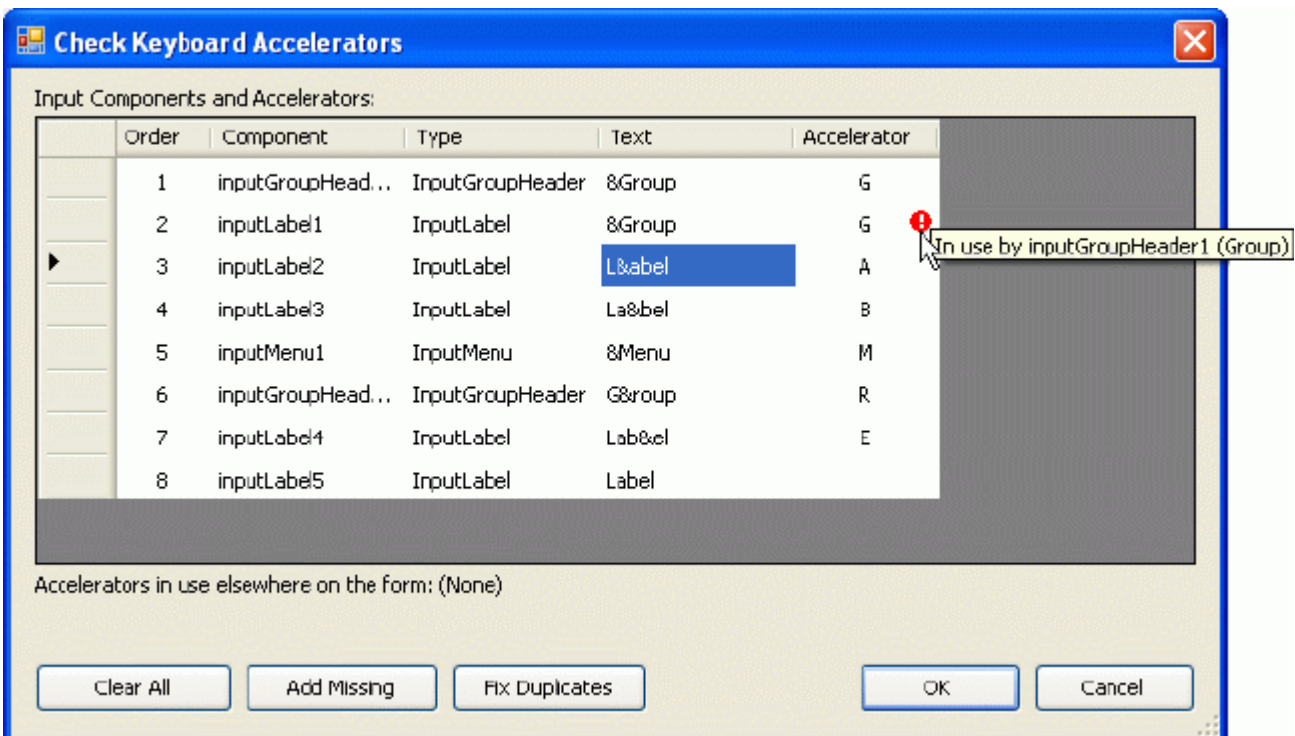 Check Keyboard Accelerators
Input Components and Accelerators:
Order Component Type Text Accelerator
1 inputGroupHead... InputGroupHeader &Group G
2 inputLabel1 InputLabel &Group G
In use by inputGroupHeader1 (Group)
3 inputLabel2 InputLabel L&abel A
4 inputLabel3 InputLabel La&bel B
5 inputMenu1 InputMenu &Menu M
6 inputGroupHead... InputGroupHeader G&roup R
7 inputLabel4 InputLabel Lab&el E
8 inputLabel5 InputLabel Label
Accelerators in use elsewhere on the form: (None)
Clear All Add Missing Fix Duplicates OK Cancel